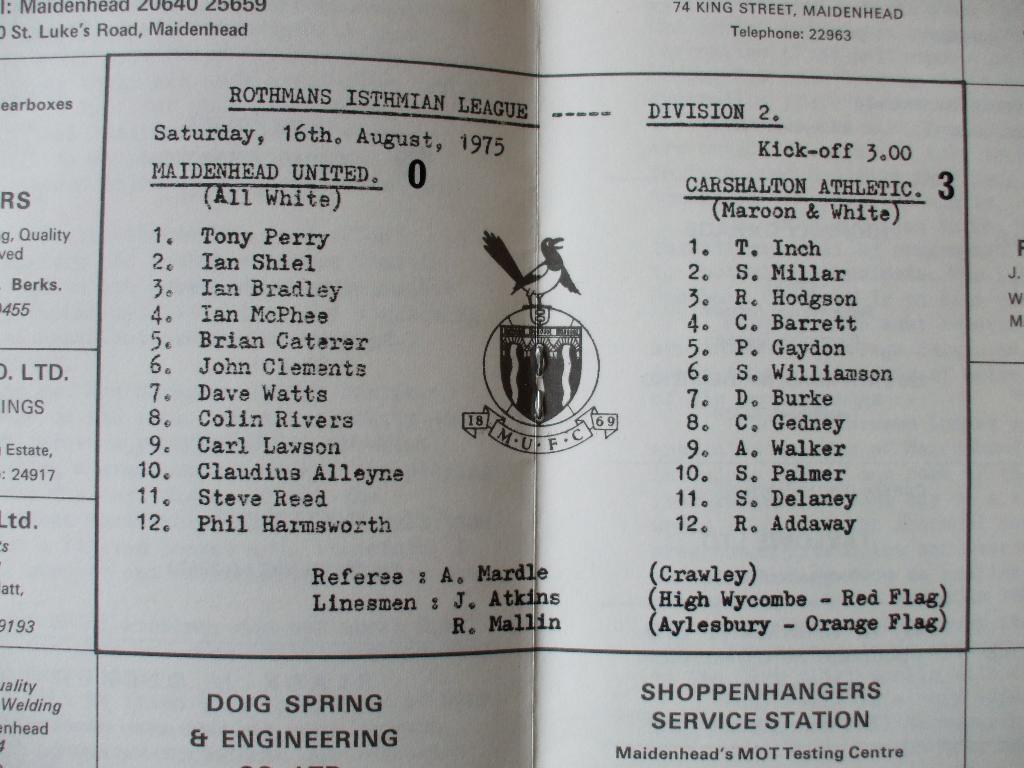 l: Maidenhead 20640 25659
0 St. Luke's Road, Maidenhead
74 KING STREET, MAIDENHEAD
Telephone: 22963
earboxes
RS
g, Quality
ved
. Berks.
0455
O. LTD.
INGS
Estate,
: 24917
Ltd.
ts
att,
9193
uality
Welding
enhead
4
ROTHMANS ISTHMIAN LEAGUE ----- DIVISION 2.
Saturday, 16th. August, 1975
Kick-off 3.00
MAIDENHEAD UNITED. 0
(All White)
1. Tony Perry
2. Ian Shiel
3. Ian Bradley
4. Ian McPhee
5. Brian Caterer
6. John Clements
7. Dave Watts
8. Colin Rivers
9. Carl Lawson
10. Claudius Alleyne
11. Steve Reed
12. Phil Harmsworth
18 69
M·U·F·C
CARSHALTON ATHLETIC. 3
(Maroon & White)
1. T. Inch
2. S. Millar
3. R. Hodgson
4. C. Barrett
5. P. Gaydon
6. S. Williamson
7. D. Burke
8. C. Gedney
9. A. Walker
10. S. Palmer
11. S. Delaney
12. R. Addaway
Referee : A. Mardle (Crawley)
Linesmen : J. Atkins (High Wycombe - Red Flag)
R. Mallin (Aylesbury - Orange Flag)
J.
W
M
DOIG SPRING
& ENGINEERING
CO. LTD.
SHOPPENHANGERS
SERVICE STATION
Maidenhead's MOT Testing Centre